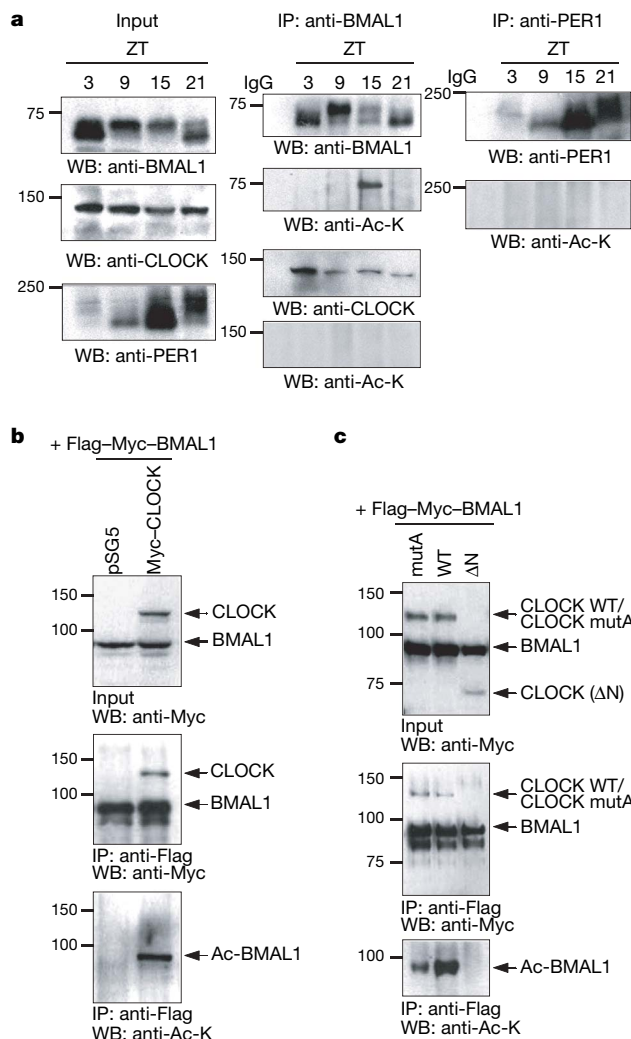 a
Input
ZT
3 9 15 21
75
WB: anti-BMAL1
150
WB: anti-CLOCK
250
WB: anti-PER1
IP: anti-BMAL1
ZT
IgG 3 9 15 21
75
WB: anti-BMAL1
75
WB: anti-Ac-K
150
WB: anti-CLOCK
150
WB: anti-Ac-K
IP: anti-PER1
ZT
IgG 3 9 15 21
250
WB: anti-PER1
250
WB: anti-Ac-K
b
+ Flag–Myc–BMAL1
pSG5
Myc–CLOCK
150
CLOCK
100
BMAL1
Input
WB: anti-Myc
150
CLOCK
100
BMAL1
IP: anti-Flag
WB: anti-Myc
150
100
Ac-BMAL1
IP: anti-Flag
WB: anti-Ac-K
c
+ Flag–Myc–BMAL1
mutA
WT
ΔN
150
CLOCK WT/
CLOCK mutA
100
BMAL1
75
CLOCK (ΔN)
Input
WB: anti-Myc
150
CLOCK WT/
CLOCK mutA
100
BMAL1
75
IP: anti-Flag
WB: anti-Myc
100
Ac-BMAL1
IP: anti-Flag
WB: anti-Ac-K